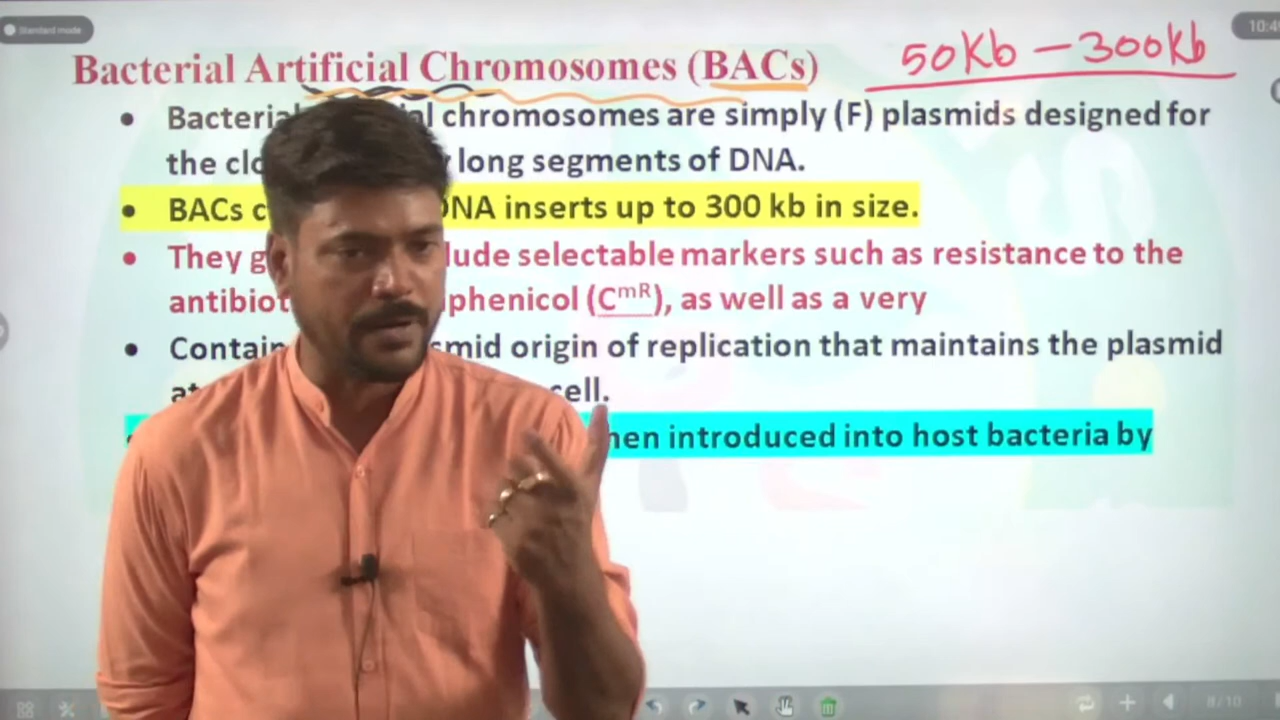 Standard mode
Bacterial Artificial Chromosomes (BACs) 50Kb – 300Kb
• Bacteria al chromosomes are simply (F) plasmids designed for
the clo long segments of DNA.
• BACs c DNA inserts up to 300 kb in size.
• They g lude selectable markers such as resistance to the
antibiot phenicol (CmR), as well as a very
• Contain smid origin of replication that maintains the plasmid
at cell.
hen introduced into host bacteria by
8/10